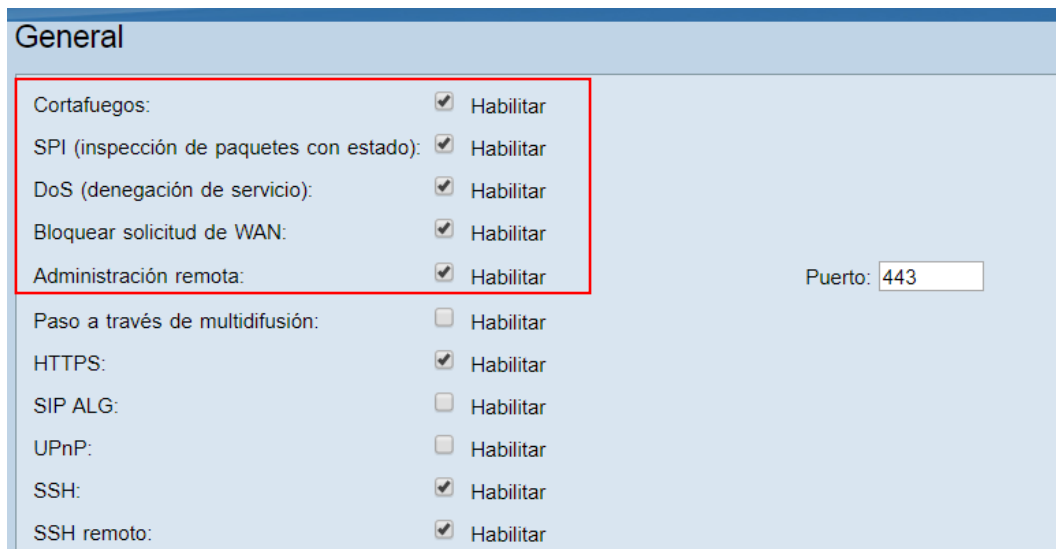 General
Cortafuegos: Habilitar
SPI (inspección de paquetes con estado): Habilitar
DoS (denegación de servicio): Habilitar
Bloquear solicitud de WAN: Habilitar
Administración remota: Habilitar Puerto: 443
Paso a través de multidifusión: Habilitar
HTTPS: Habilitar
SIP ALG: Habilitar
UPnP: Habilitar
SSH: Habilitar
SSH remoto: Habilitar